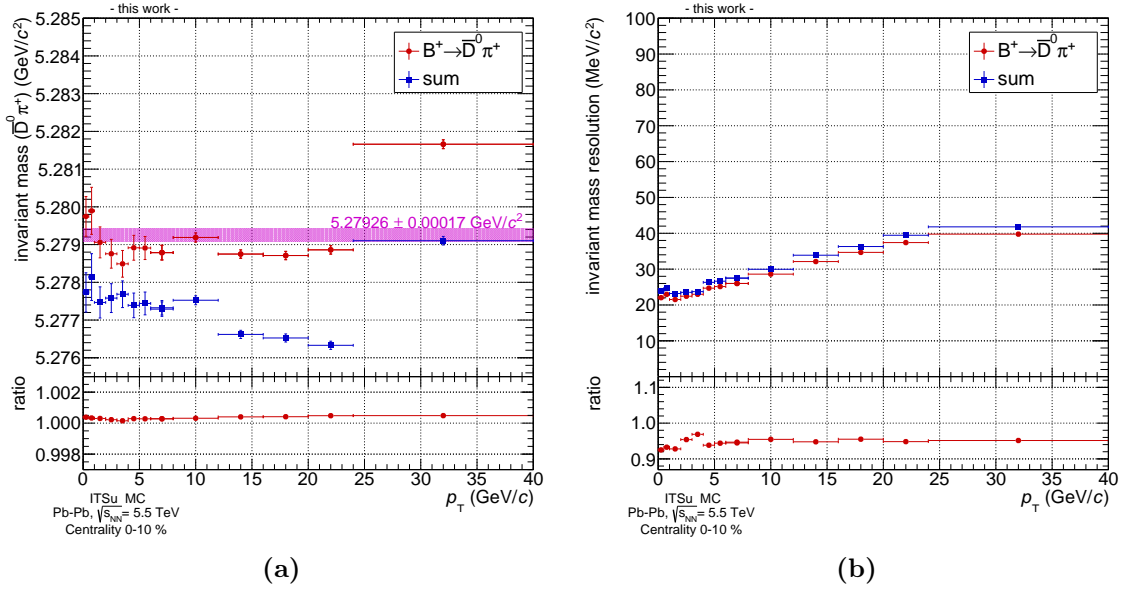 - this work -
invariant mass (D̅⁰π⁺) (GeV/c²)
5.285
5.284
5.283
5.282
5.281
5.280
5.279
5.278
5.277
5.276
B⁺→D̅⁰π⁺
sum
5.27926 ± 0.00017 GeV/c²
ratio
1.002
1.000
0.998
0 5 10 15 20 25 30 35 40
p_T (GeV/c)
ITSu_MC
Pb-Pb, √s_NN= 5.5 TeV
Centrality 0-10 %
(a)
- this work -
invariant mass resolution (MeV/c²)
100
90
80
70
60
50
40
30
20
10
B⁺→D̅⁰π⁺
sum
ratio
1.1
1.0
0.9
0 5 10 15 20 25 30 35 40
p_T (GeV/c)
ITSu_MC
Pb-Pb, √s_NN= 5.5 TeV
Centrality 0-10 %
(b)